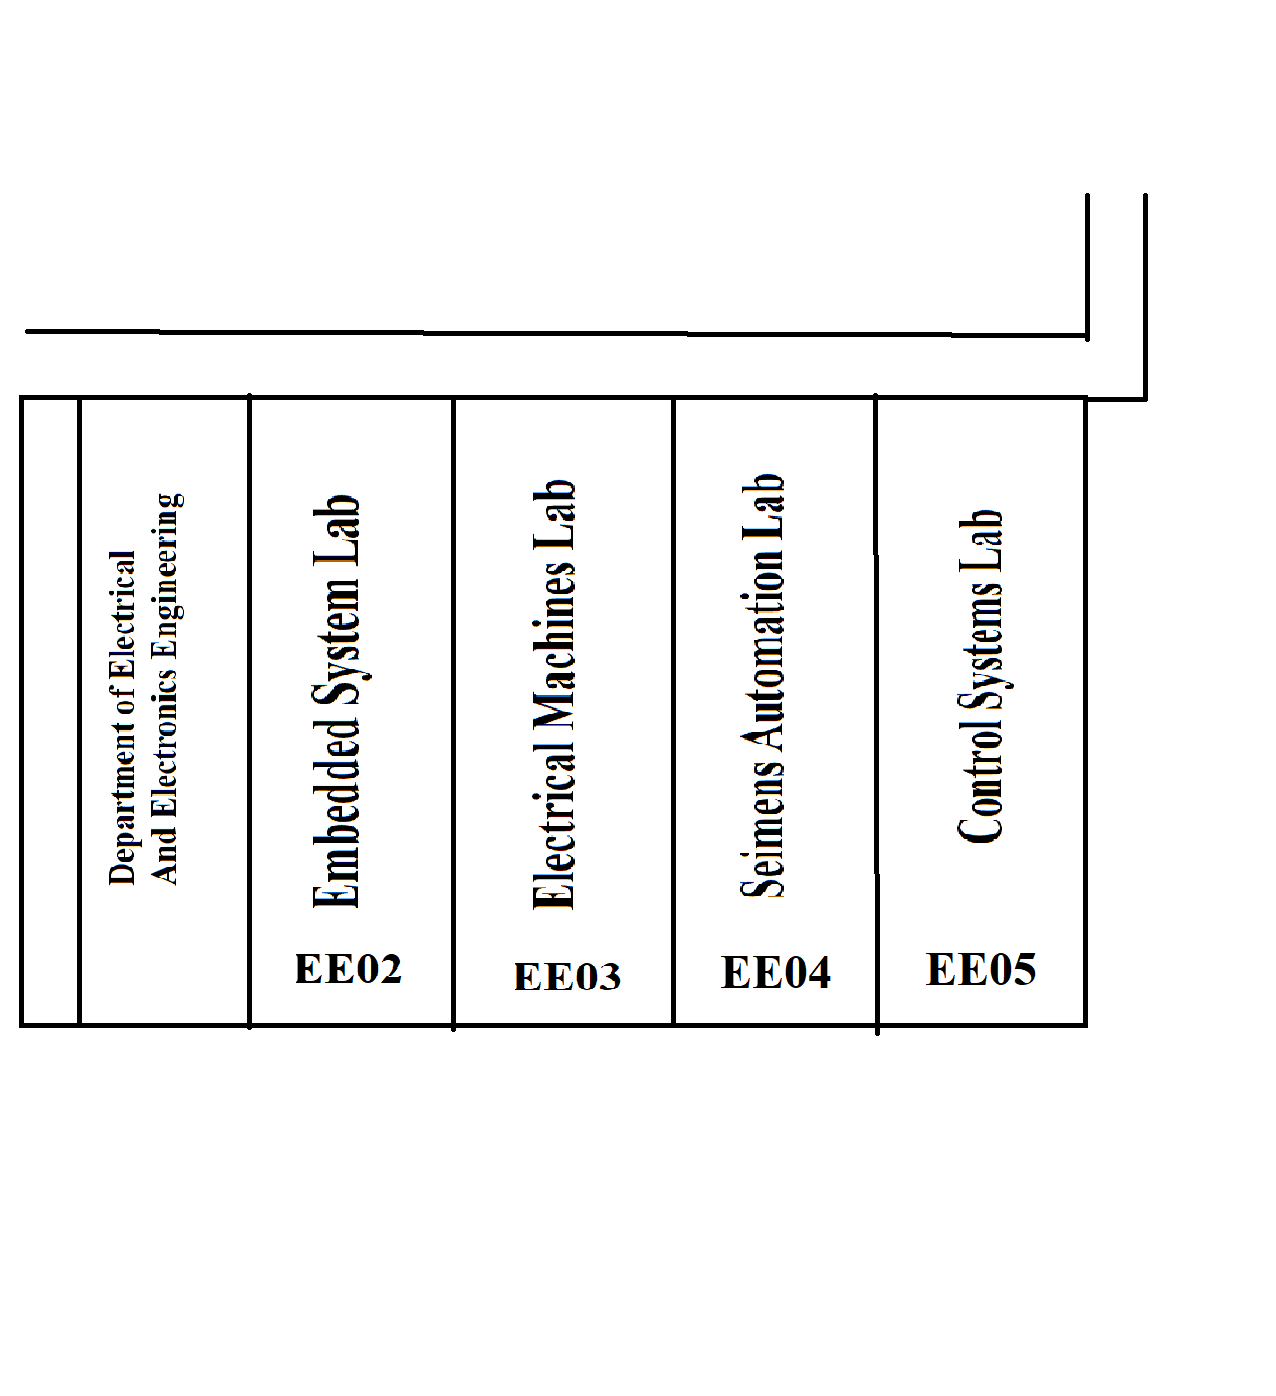 Department of Electrical
And Electronics Engineering
Embedded System Lab
EE02
Electrical Machines Lab
EE03
Seimens Automation Lab
EE04
Control Systems Lab
EE05